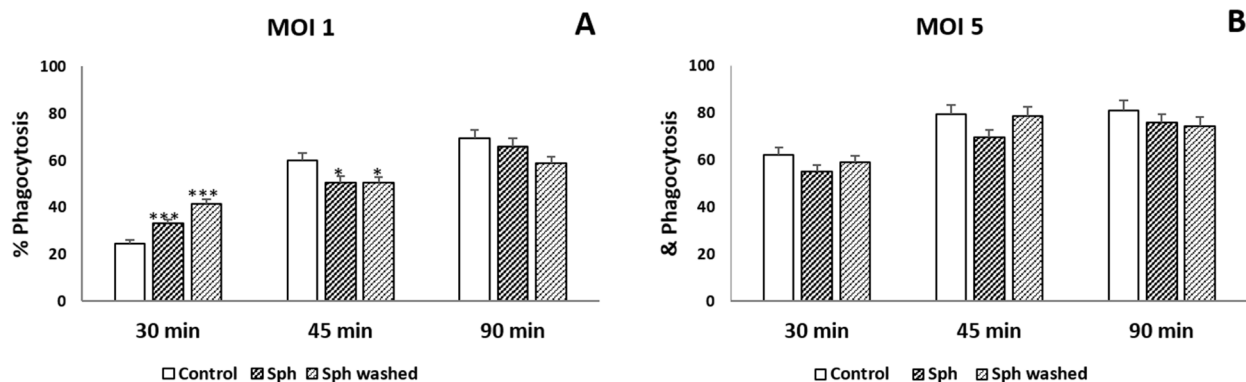 MOI 1
A
% Phagocytosis
100
80
60
40
20
0
***
***
*
*
30 min
45 min
90 min
Control
Sph
Sph washed
MOI 5
B
& Phagocytosis
100
80
60
40
20
0
30 min
45 min
90 min
Control
Sph
Sph washed